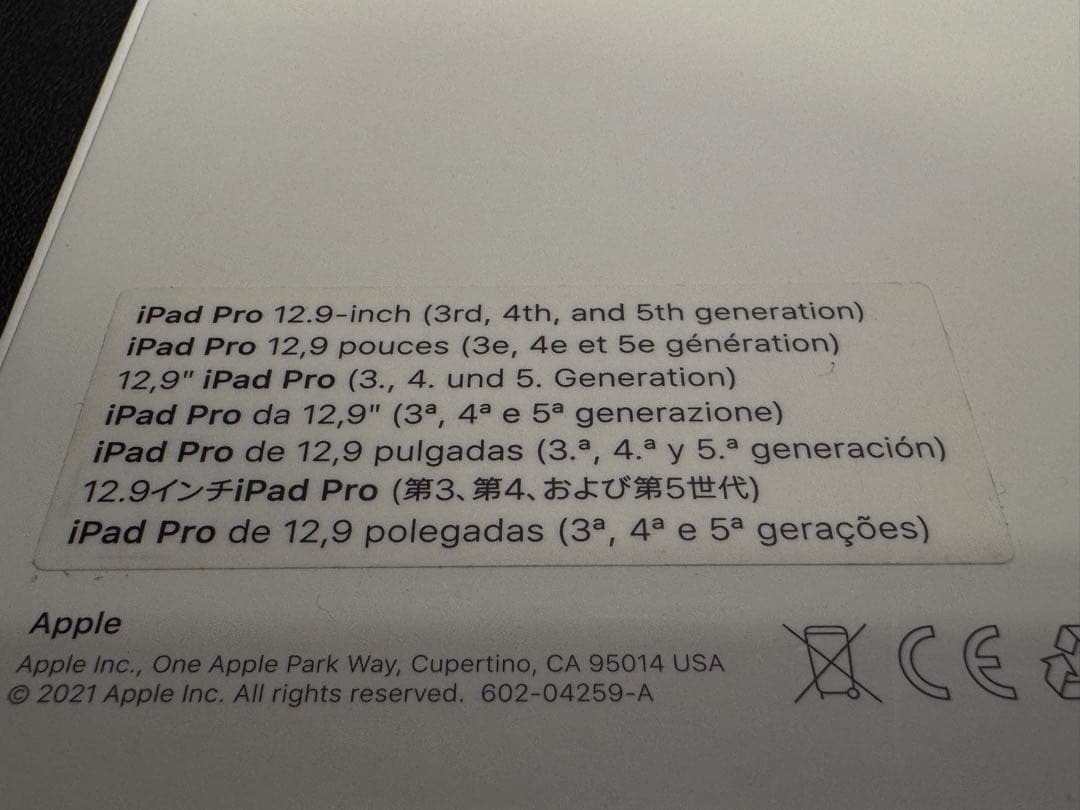 iPad Pro 12.9-inch (3rd, 4th, and 5th generation)
iPad Pro 12,9 pouces (3e, 4e et 5e génération)
12,9" iPad Pro (3., 4. und 5. Generation)
iPad Pro da 12,9" (3ª, 4ª e 5ª generazione)
iPad Pro de 12,9 pulgadas (3.ª, 4.ª y 5.ª generación)
12.9インチiPad Pro (第3、第4、および第5世代)
iPad Pro de 12,9 polegadas (3ª, 4ª e 5ª gerações)
Apple
Apple Inc., One Apple Park Way, Cupertino, CA 95014 USA
© 2021 Apple Inc. All rights reserved. 602-04259-A
CE